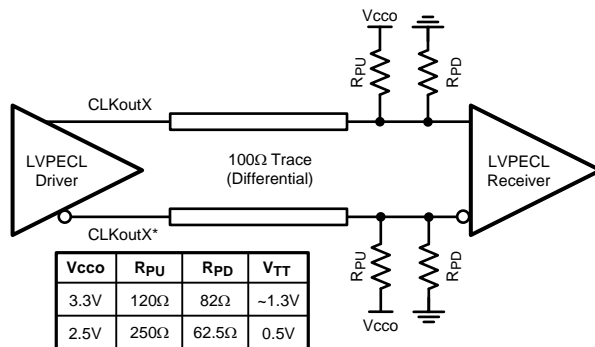 Vcco
RPU
RPD
CLKoutX
LVPECL
Driver
100Ω Trace
(Differential)
LVPECL
Receiver
CLKoutX*
RPU
RPD
Vcco
Vcco RPU RPD VTT
3.3V 120Ω 82Ω ~1.3V
2.5V 250Ω 62.5Ω 0.5V